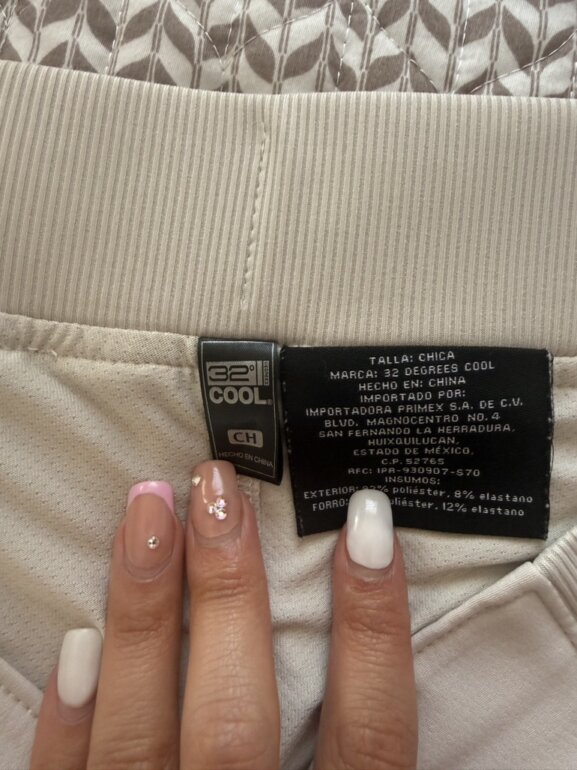 32°
COOL
CH
HECHO EN CHINA
TALLA: CHICA
MARCA: 32 DEGREES COOL
HECHO EN: CHINA
IMPORTADO POR:
IMPORTADORA PRIMEX S.A. DE C.V.
BLVD. MAGNOCENTRO NO. 4
SAN FERNANDO LA HERRADURA,
HUIXQUILUCAN,
ESTADO DE MÉXICO,
C.P. 52765
RFC: IPR-930907-S70
INSUMOS:
EXTERIOR: poliéster, 8% elastano
FORRO: poliéster, 12% elastano